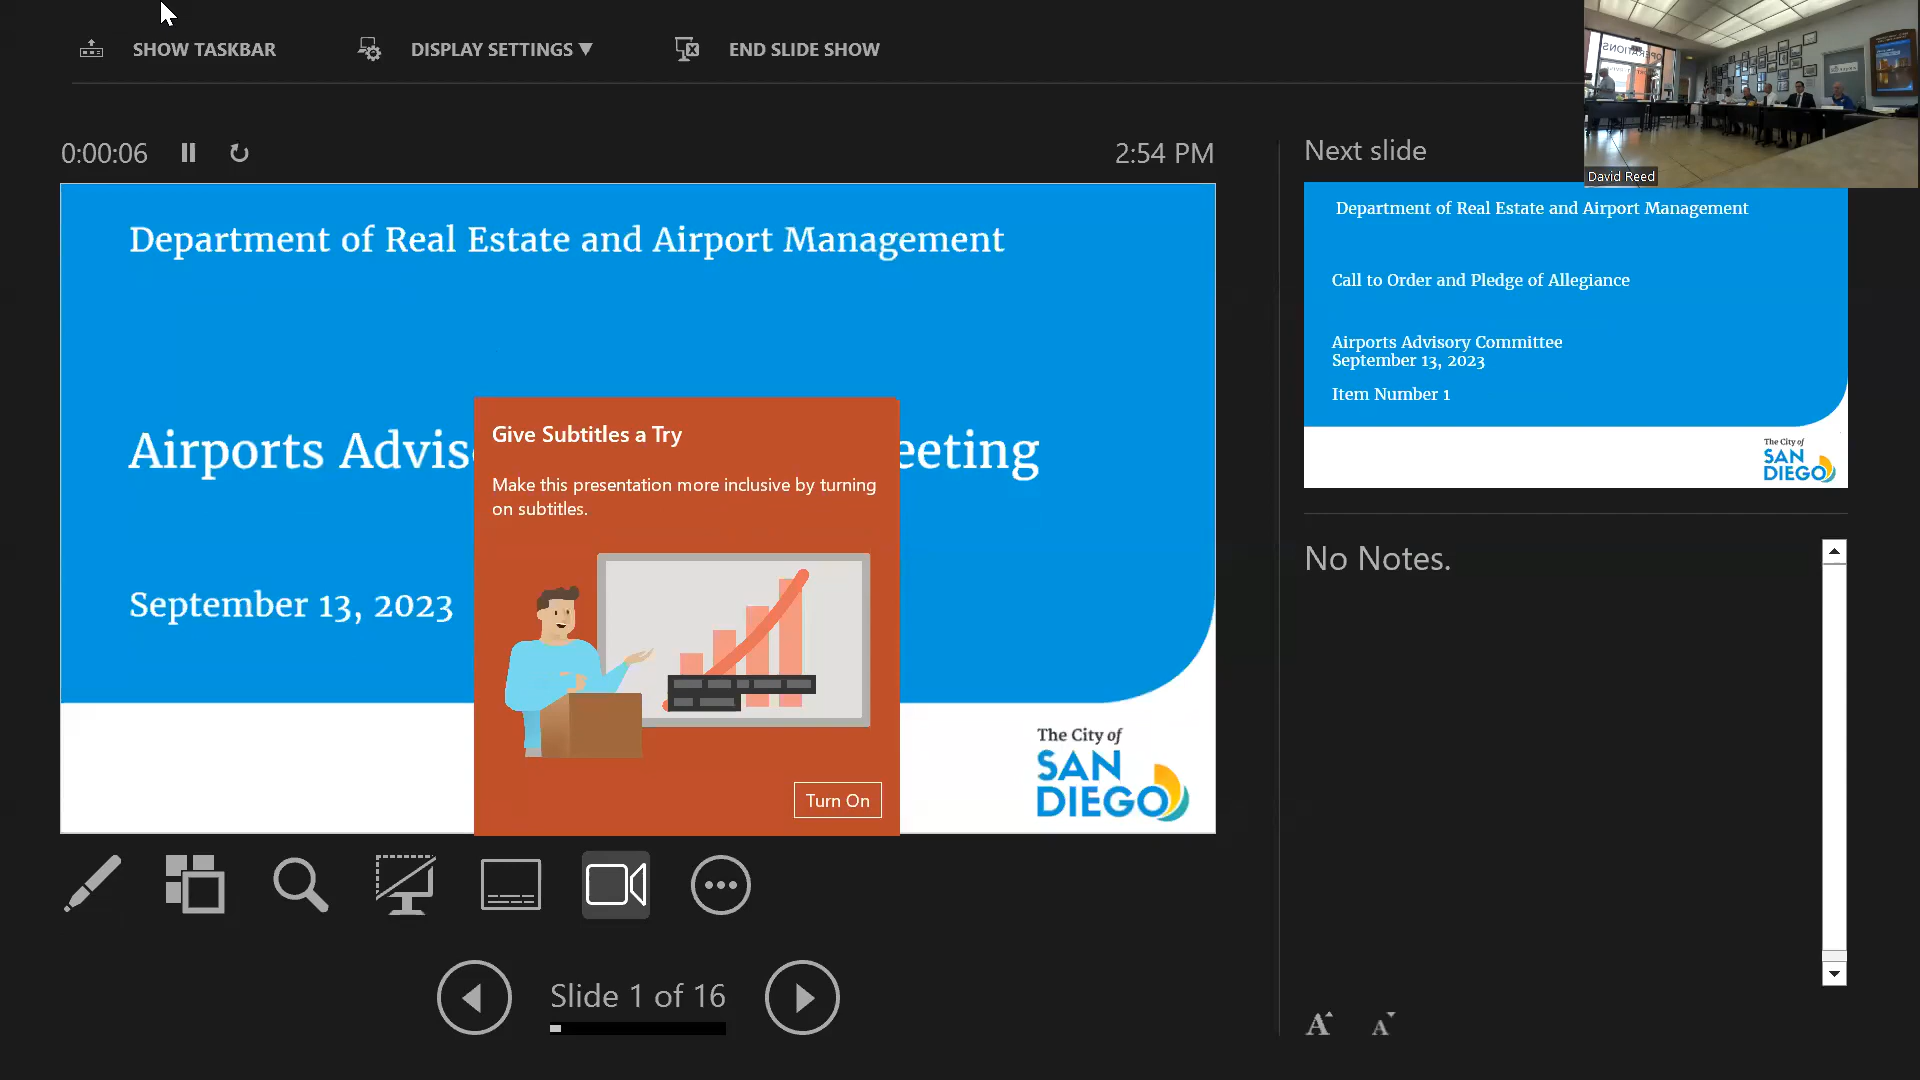 SHOW TASKBAR
DISPLAY SETTINGS ▼
END SLIDE SHOW
0:00:06
2:54 PM
Department of Real Estate and Airport Management
Airports Advis
eeting
September 13, 2023
The City of
SAN
DIEGO
Give Subtitles a Try
Make this presentation more inclusive by turning
on subtitles.
Turn On
Slide 1 of 16
Next slide
OPERATIONS
David Reed
Department of Real Estate and Airport Management
Call to Order and Pledge of Allegiance
Airports Advisory Committee
September 13, 2023
Item Number 1
The City of
SAN
DIEGO
No Notes.
A
A